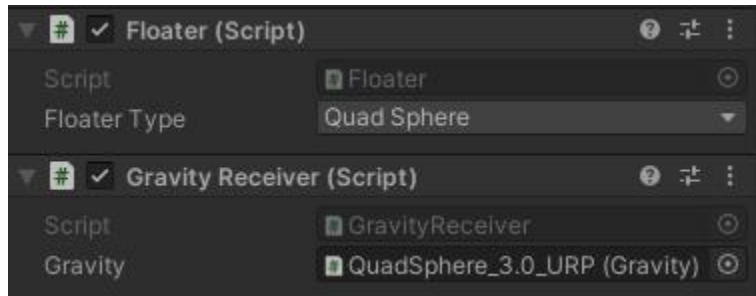 # Floater (Script)
Script # Floater
Floater Type Quad Sphere
# Gravity Receiver (Script)
Script # GravityReceiver
Gravity # QuadSphere_3.0_URP (Gravity)